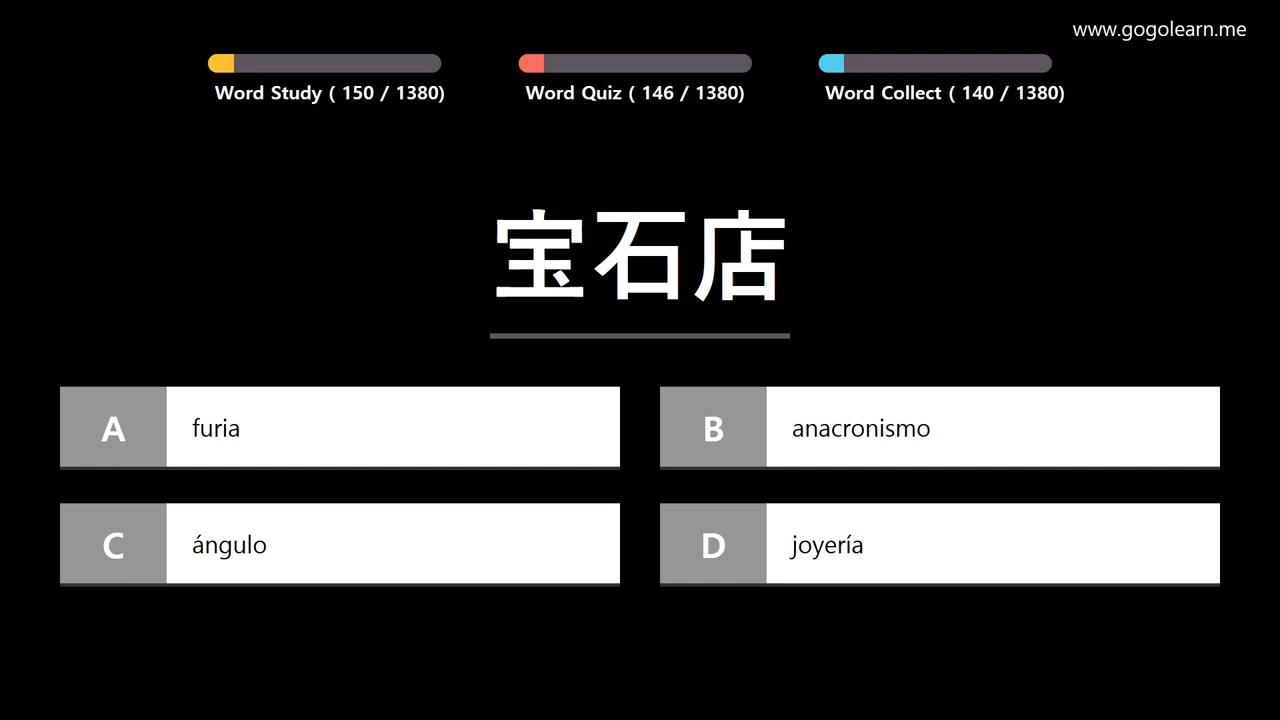 www.gogolearn.me
Word Study ( 150 / 1380)
Word Quiz ( 146 / 1380)
Word Collect ( 140 / 1380)
宝石店
A furia
B anacronismo
C ángulo
D joyería